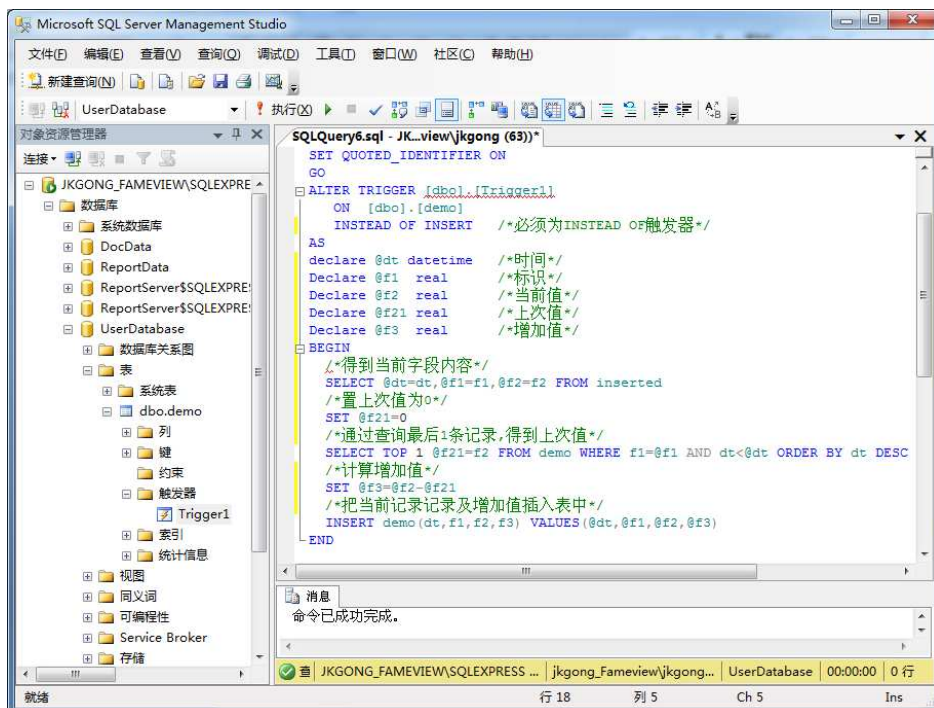 Microsoft SQL Server Management Studio
文件(F) 编辑(E) 查看(V) 查询(Q) 调试(D) 工具(T) 窗口(W) 社区(C) 帮助(H)
新建查询(N)
UserDatabase 执行(X)
对象资源管理器
连接
JKGONG_FAMEVIEW\SQLEXPRE
数据库
系统数据库
DocData
ReportData
ReportServer$SQLEXPRE
ReportServer$SQLEXPRE
UserDatabase
数据库关系图
表
系统表
dbo.demo
列
键
约束
触发器
Trigger1
索引
统计信息
视图
同义词
可编程性
Service Broker
存储
SQLQuery6.sql - JK...view\jkgong (63))*
SET QUOTED_IDENTIFIER ON
GO
ALTER TRIGGER [dbo].[Trigger1]
ON [dbo].[demo]
INSTEAD OF INSERT /*必须为INSTEAD OF触发器*/
AS
declare @dt datetime /*时间*/
Declare @f1 real /*标识*/
Declare @f2 real /*当前值*/
Declare @f21 real /*上次值*/
Declare @f3 real /*增加值*/
BEGIN
/*得到当前字段内容*/
SELECT @dt=dt,@f1=f1,@f2=f2 FROM inserted
/*置上次值为0*/
SET @f21=0
/*通过查询最后1条记录,得到上次值*/
SELECT TOP 1 @f21=f2 FROM demo WHERE f1=@f1 AND dt<@dt ORDER BY dt DESC
/*计算增加值*/
SET @f3=@f2-@f21
/*把当前记录记录及增加值插入表中*/
INSERT demo(dt,f1,f2,f3) VALUES(@dt,@f1,@f2,@f3)
END
消息
命令已成功完成。
JKGONG_FAMEVIEW\SQLEXPRESS ... jkgong_Fameview\jkgong... UserDatabase 00:00:00 0 行
就绪 行 18 列 5 Ch 5 Ins